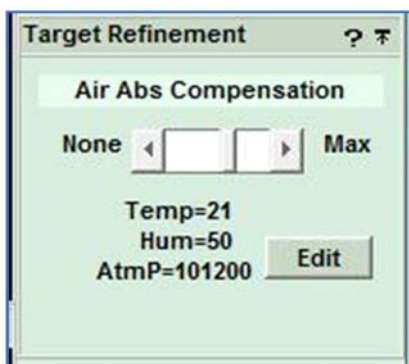 Target Refinement ?
Air Abs Compensation
None Max
Temp=21
Hum=50
AtmP=101200 Edit